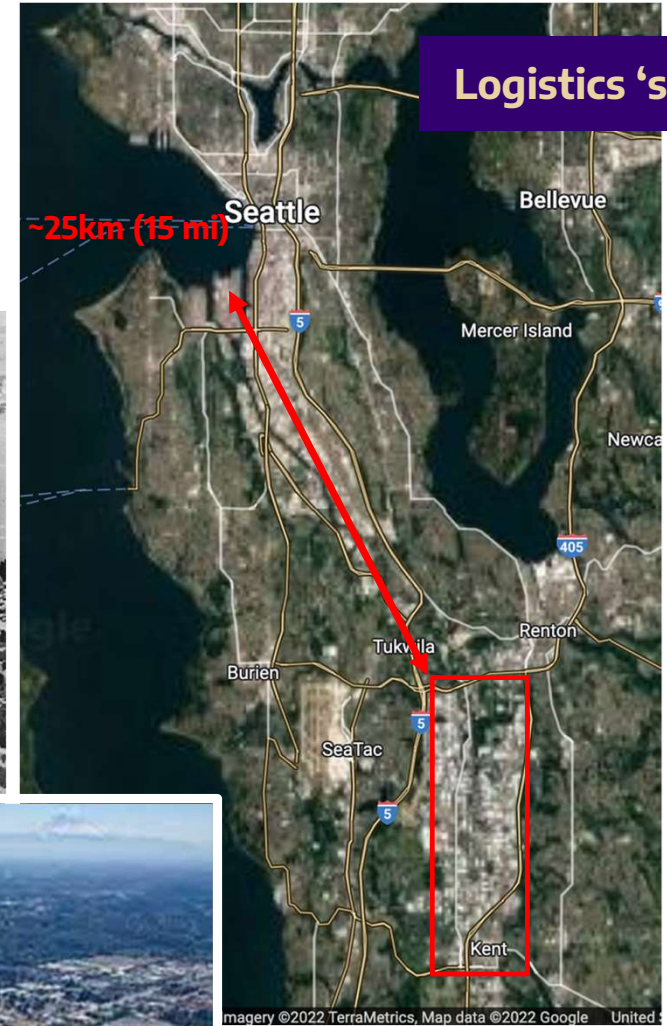 Logistics ‘s
Seattle
Bellevue
~25km (15 mi)
5
Mercer Island
Newca
405
Renton
Tukwila
Burien
5
SeaTac
5
Kent
magery ©2022 TerraMetrics, Map data ©2022 Google United